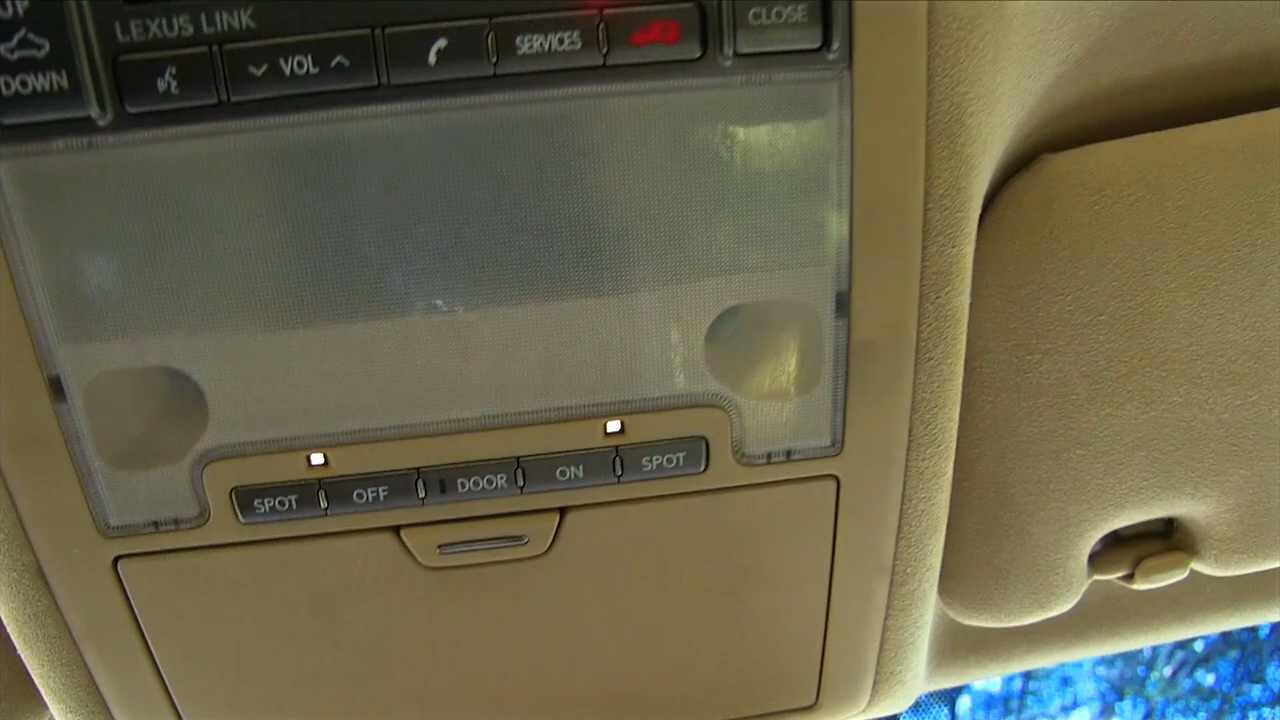 UP
DOWN
LEXUS LINK
VOL
SERVICES
CLOSE
SPOT
OFF
DOOR
ON
SPOT